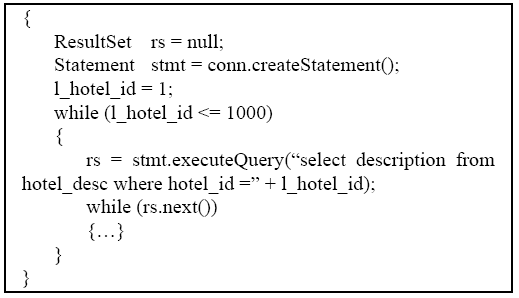 {
ResultSet rs = null;
Statement stmt = conn.createStatement();
l_hotel_id = 1;
while (l_hotel_id <= 1000)
{
rs = stmt.executeQuery(“select description from
hotel_desc where hotel_id =” + l_hotel_id);
while (rs.next())
{…}
}
}